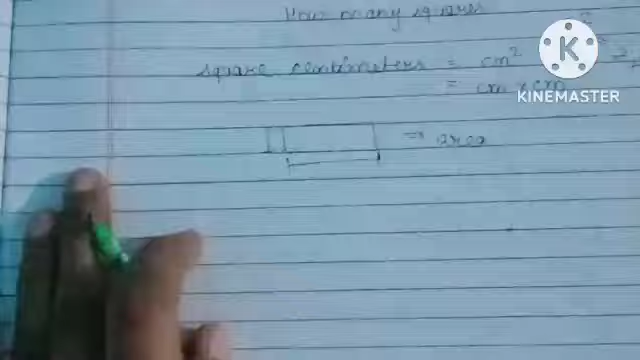 How many squares
square centimeters = cm²
= cm × cm
⇒ area
KINEMASTER